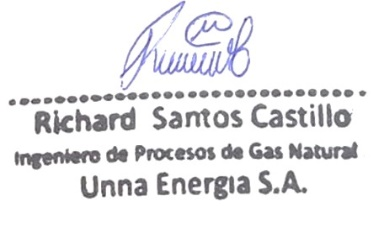 Richard Santos Castillo
Ingeniero de Procesos de Gas Natural
Unna Energia S.A.